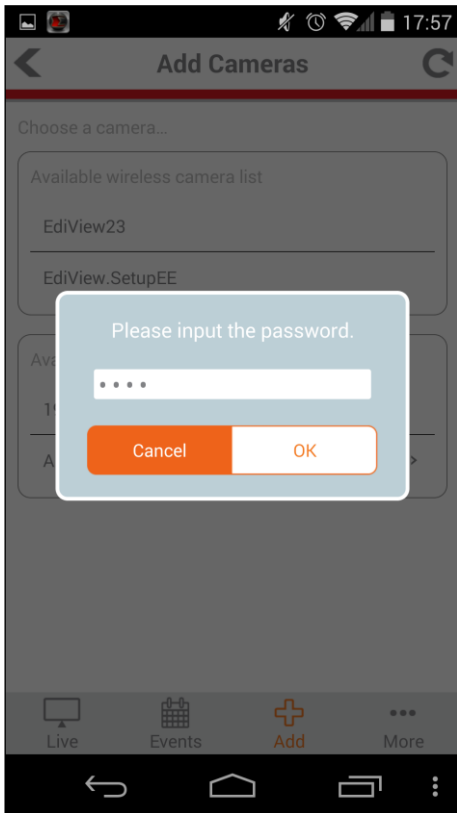 17:57
Add Cameras
Choose a camera...
Available wireless camera list
EdiView23
EdiView.SetupEE
Please input the password.
Cancel OK
Live Events Add More